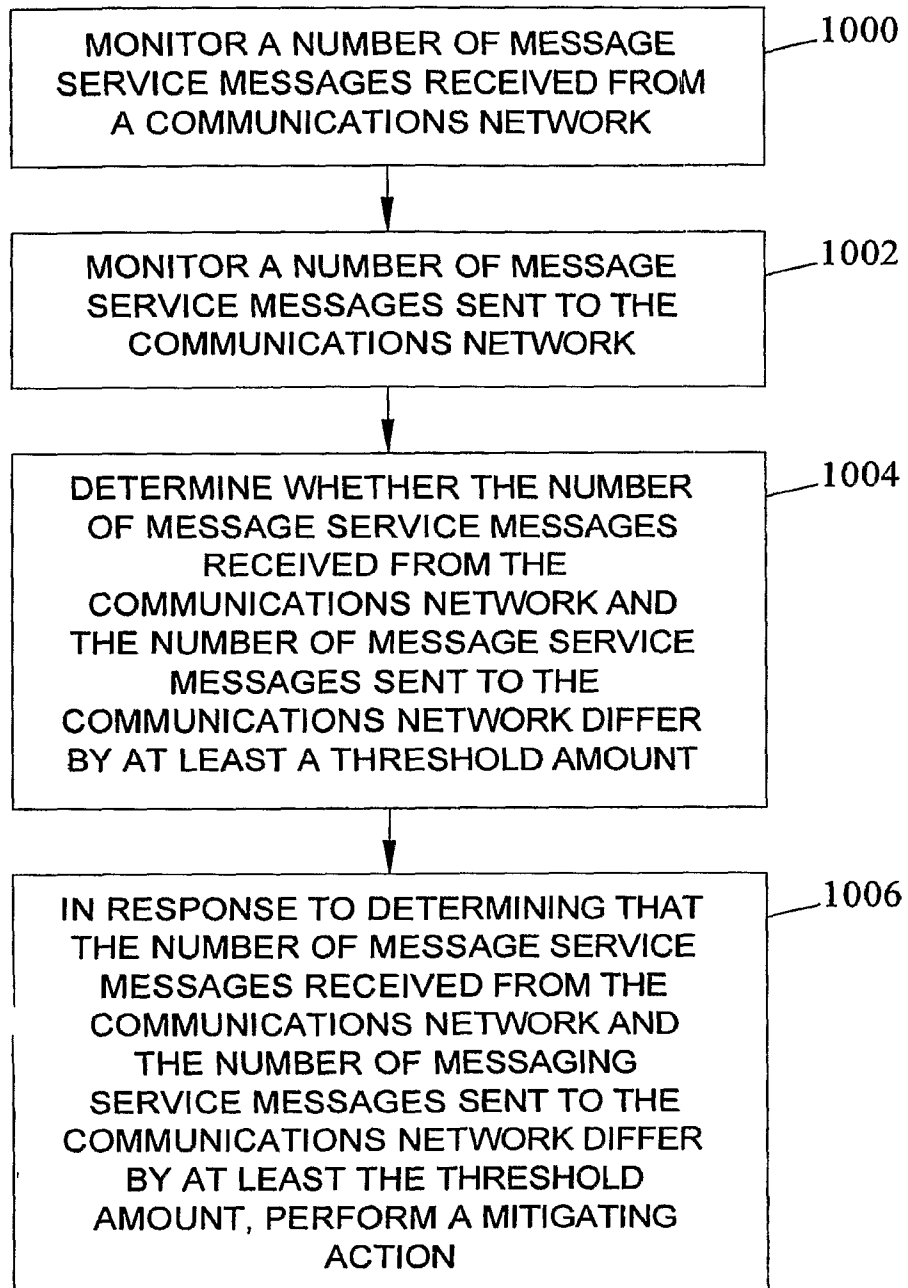 MONITOR A NUMBER OF MESSAGE
SERVICE MESSAGES RECEIVED FROM
A COMMUNICATIONS NETWORK
1000
MONITOR A NUMBER OF MESSAGE
SERVICE MESSAGES SENT TO THE
COMMUNICATIONS NETWORK
1002
DETERMINE WHETHER THE NUMBER
OF MESSAGE SERVICE MESSAGES
RECEIVED FROM THE
COMMUNICATIONS NETWORK AND
THE NUMBER OF MESSAGE SERVICE
MESSAGES SENT TO THE
COMMUNICATIONS NETWORK DIFFER
BY AT LEAST A THRESHOLD AMOUNT
1004
IN RESPONSE TO DETERMINING THAT
THE NUMBER OF MESSAGE SERVICE
MESSAGES RECEIVED FROM THE
COMMUNICATIONS NETWORK AND
THE NUMBER OF MESSAGING
SERVICE MESSAGES SENT TO THE
COMMUNICATIONS NETWORK DIFFER
BY AT LEAST THE THRESHOLD
AMOUNT, PERFORM A MITIGATING
ACTION
1006